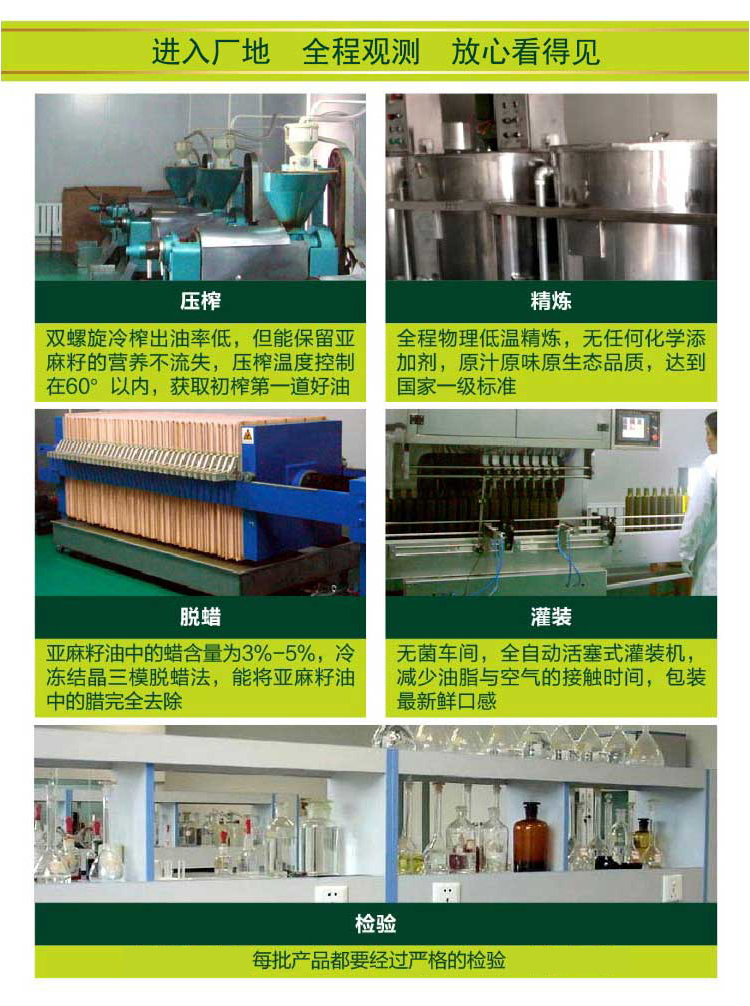 进入厂地 全程观测 放心看得见
压榨
双螺旋冷榨出油率低，但能保留亚
麻籽的营养不流失，压榨温度控制
在60°以内，获取初榨第一道好油
精炼
全程物理低温精炼，无任何化学添
加剂，原汁原味原生态品质，达到
国家一级标准
脱蜡
亚麻籽油中的蜡含量为3%-5%，冷
冻结晶三模脱蜡法，能将亚麻籽油
中的腊完全去除
灌装
无菌车间，全自动活塞式灌装机，
减少油脂与空气的接触时间，包装
最新鲜口感
检验
每批产品都要经过严格的检验